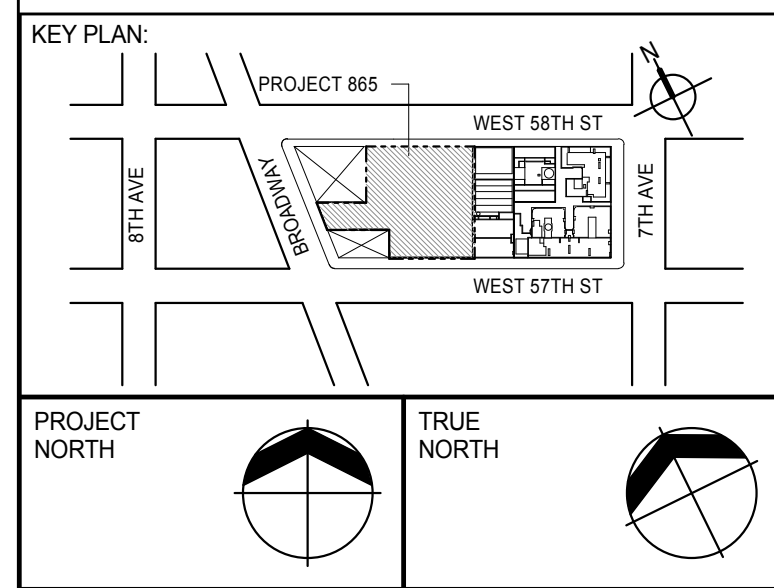 KEY PLAN:
N
PROJECT 865
WEST 58TH ST
8TH AVE
BROADWAY
7TH AVE
WEST 57TH ST
PROJECT
NORTH
TRUE
NORTH